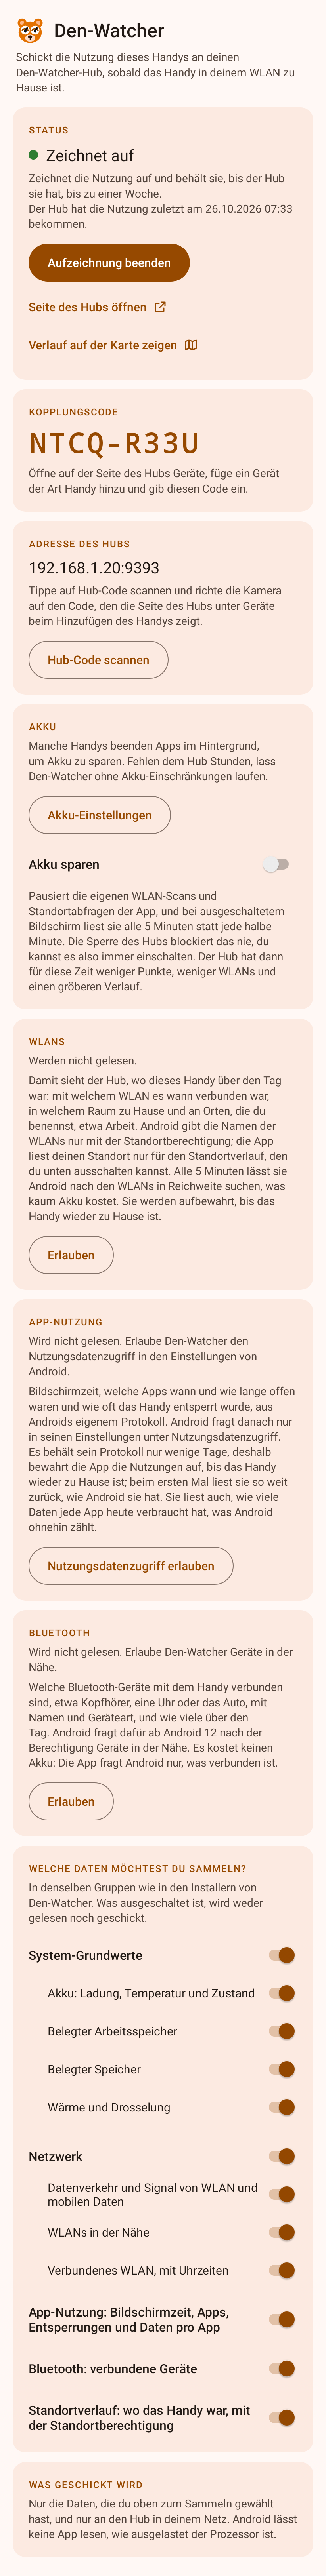 Den-Watcher
Schickt die Nutzung dieses Handys an deinen
Den-Watcher-Hub, sobald das Handy in deinem WLAN zu
Hause ist.
STATUS
Zeichnet auf
Zeichnet die Nutzung auf und behält sie, bis der Hub
sie hat, bis zu einer Woche.
Der Hub hat die Nutzung zuletzt am 26.10.2026 07:33
bekommen.
Aufzeichnung beenden
Seite des Hubs öffnen
Verlauf auf der Karte zeigen
KOPPLUNGSCODE
NTCQ-R33U
Öffne auf der Seite des Hubs Geräte, füge ein Gerät
der Art Handy hinzu und gib diesen Code ein.
ADRESSE DES HUBS
192.168.1.20:9393
Tippe auf Hub-Code scannen und richte die Kamera
auf den Code, den die Seite des Hubs unter Geräte
beim Hinzufügen des Handys zeigt.
Hub-Code scannen
AKKU
Manche Handys beenden Apps im Hintergrund,
um Akku zu sparen. Fehlen dem Hub Stunden, lass
Den-Watcher ohne Akku-Einschränkungen laufen.
Akku-Einstellungen
Akku sparen
Pausiert die eigenen WLAN-Scans und
Standortabfragen der App, und bei ausgeschaltetem
Bildschirm liest sie alle 5 Minuten statt jede halbe
Minute. Die Sperre des Hubs blockiert das nie, du
kannst es also immer einschalten. Der Hub hat dann
für diese Zeit weniger Punkte, weniger WLANs und
einen gröberen Verlauf.
WLANS
Werden nicht gelesen.
Damit sieht der Hub, wo dieses Handy über den Tag
war: mit welchem WLAN es wann verbunden war,
in welchem Raum zu Hause und an Orten, die du
benennst, etwa Arbeit. Android gibt die Namen der
WLANs nur mit der Standortberechtigung; die App
liest deinen Standort nur für den Standortverlauf, den
du unten ausschalten kannst. Alle 5 Minuten lässt sie
Android nach den WLANs in Reichweite suchen, was
kaum Akku kostet. Sie werden aufbewahrt, bis das
Handy wieder zu Hause ist.
Erlauben
APP-NUTZUNG
Wird nicht gelesen. Erlaube Den-Watcher den
Nutzungsdatenzugriff in den Einstellungen von
Android.
Bildschirmzeit, welche Apps wann und wie lange offen
waren und wie oft das Handy entsperrt wurde, aus
Androids eigenem Protokoll. Android fragt danach nur
in seinen Einstellungen unter Nutzungsdatenzugriff.
Es behält sein Protokoll nur wenige Tage, deshalb
bewahrt die App die Nutzungen auf, bis das Handy
wieder zu Hause ist; beim ersten Mal liest sie so weit
zurück, wie Android sie hat. Sie liest auch, wie viele
Daten jede App heute verbraucht hat, was Android
ohnehin zählt.
Nutzungsdatenzugriff erlauben
BLUETOOTH
Wird nicht gelesen. Erlaube Den-Watcher Geräte in der
Nähe.
Welche Bluetooth-Geräte mit dem Handy verbunden
sind, etwa Kopfhörer, eine Uhr oder das Auto, mit
Namen und Geräteart, und wie viele über den
Tag. Android fragt dafür ab Android 12 nach der
Berechtigung Geräte in der Nähe. Es kostet keinen
Akku: Die App fragt Android nur, was verbunden ist.
Erlauben
WELCHE DATEN MÖCHTEST DU SAMMELN?
In denselben Gruppen wie in den Installern von
Den-Watcher. Was ausgeschaltet ist, wird weder
gelesen noch geschickt.
System-Grundwerte
Akku: Ladung, Temperatur und Zustand
Belegter Arbeitsspeicher
Belegter Speicher
Wärme und Drosselung
Netzwerk
Datenverkehr und Signal von WLAN und
mobilen Daten
WLANs in der Nähe
Verbundenes WLAN, mit Uhrzeiten
App-Nutzung: Bildschirmzeit, Apps,
Entsperrungen und Daten pro App
Bluetooth: verbundene Geräte
Standortverlauf: wo das Handy war, mit
der Standortberechtigung
WAS GESCHICKT WIRD
Nur die Daten, die du oben zum Sammeln gewählt
hast, und nur an den Hub in deinem Netz. Android lässt
keine App lesen, wie ausgelastet der Prozessor ist.